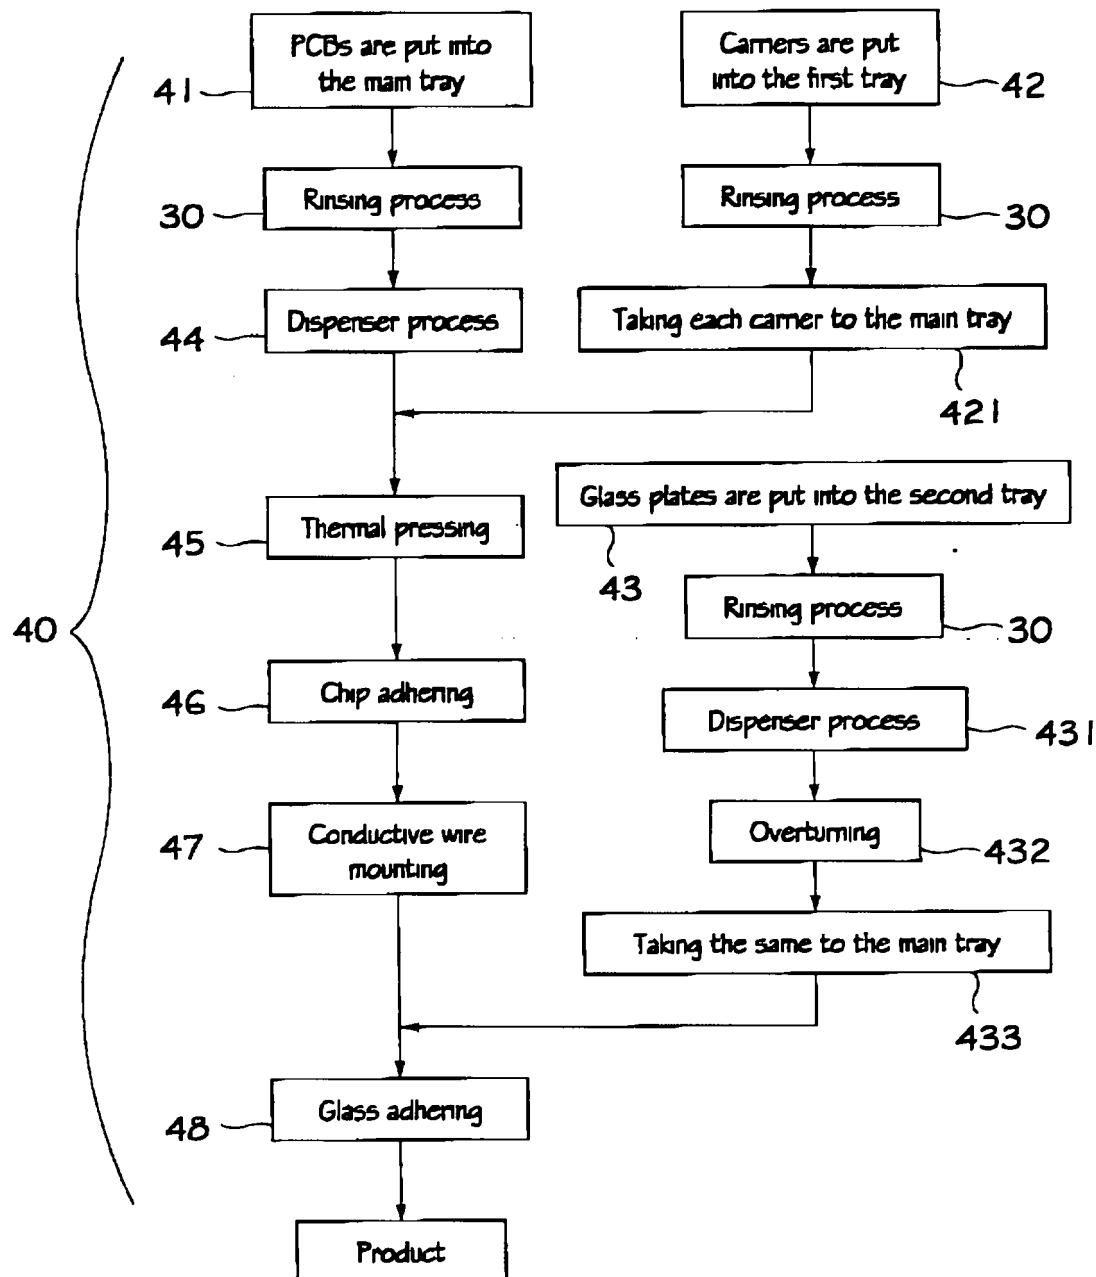 PCBs are put into
the main tray
41
Carriers are put
into the first tray
42
Rinsing process
30
Rinsing process
30
Dispenser process
44
Taking each carrier to the main tray
421
Glass plates are put into the second tray
43
Thermal pressing
45
Rinsing process
30
40
Chip adhering
46
Dispenser process
431
Conductive wire
mounting
47
Overturning
432
Taking the same to the main tray
433
Glass adhering
48
Product